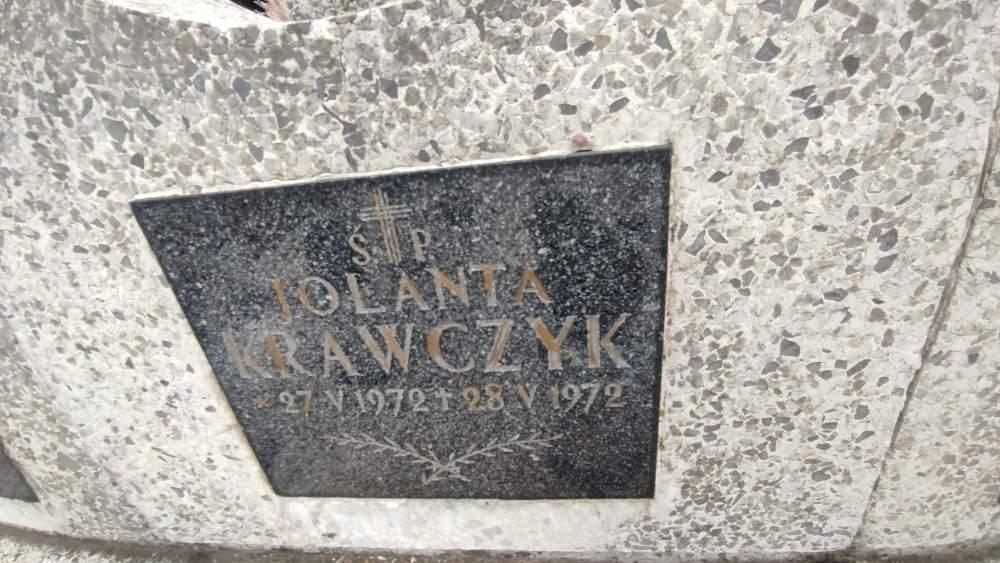 Ś P
JOLANTA
KRAWCZYK
* 27 V 1972 + 28 V 1972